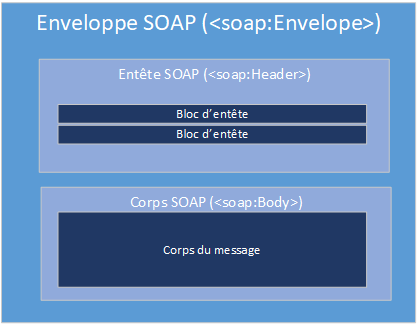 Enveloppe SOAP (<soap:Envelope>)
Entête SOAP (<soap:Header>)
Bloc d'entête
Bloc d'entête
Corps SOAP (<soap:Body>)
Corps du message